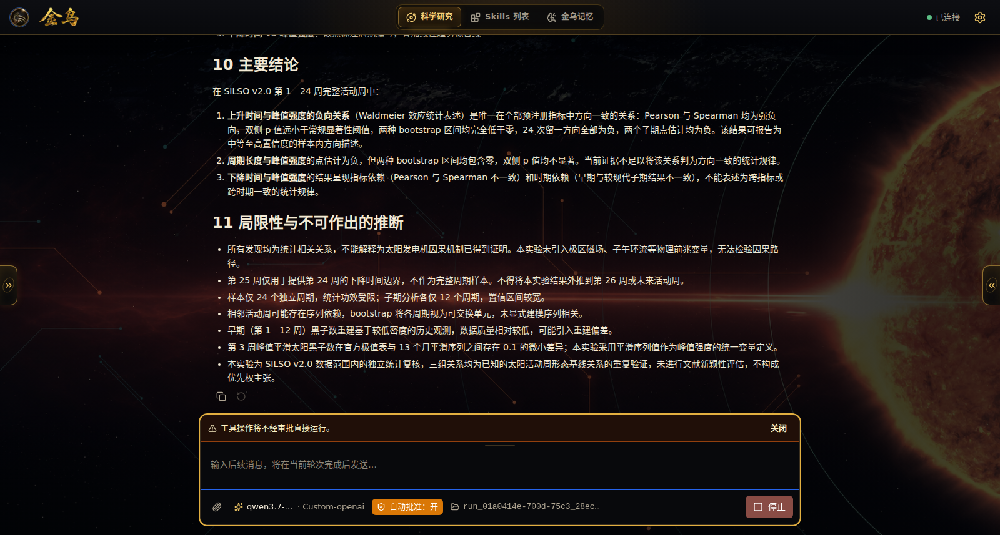 金乌
科学研究
Skills 列表
金乌记忆
已连接
10 主要结论
在 SILSO v2.0 第 1—24 周完整活动周中：
1. 上升时间与峰值强度的负向关系（Waldmeier 效应统计表述）是唯一在全部预注册指标中方向一致的关系：Pearson 与 Spearman 均为强负
向，双侧 p 值远小于常规显著性阈值，两种 bootstrap 区间均完全低于零，24 次留一方向全部为负，两个子期点估计均为负。该结果可报告为
中等至高置信度的样本内方向描述。
2. 周期长度与峰值强度的点估计为负，但两种 bootstrap 区间均包含零，双侧 p 值均不显著。当前证据不足以将该关系判为方向一致的统计规律。
3. 下降时间与峰值强度的结果呈现指标依赖（Pearson 与 Spearman 不一致）和时期依赖（早期与较现代子期结果不一致），不能表述为跨指标或
跨时期一致的统计规律。
11 局限性与不可作出的推断
• 所有发现均为统计相关关系，不能解释为太阳发电机因果机制已得到证明。本实验未引入极区磁场、子午环流等物理前兆变量，无法检验因果路
径。
• 第 25 周仅用于提供第 24 周的下降时间边界，不作为完整周期样本。不得将本实验结果外推到第 26 周或未来活动周。
• 样本仅 24 个独立周期，统计功效受限；子期分析各仅 12 个周期，置信区间较宽。
• 相邻活动周可能存在序列依赖，bootstrap 将各周期视为可交换单元，未显式建模序列相关。
• 早期（第 1—12 周）黑子数重建基于较低密度的历史观测，数据质量相对较低，可能引入重建偏差。
• 第 3 周峰值平滑太阳黑子数在官方极值表与 13 个月平滑序列之间存在 0.1 的微小差异；本实验采用平滑序列值作为峰值强度的统一变量定义。
• 本实验为 SILSO v2.0 数据范围内的独立统计复核，三组关系均为已知的太阳活动周形态基线关系的重复验证，未进行文献新颖性评估，不构成
优先权主张。
工具操作将不经审批直接运行。
关闭
输入后续消息，将在当前轮次完成后发送…
qwen3.7-… · Custom-openai
自动批准：开
run_01a0414e-700d-75c3_28ec…
停止